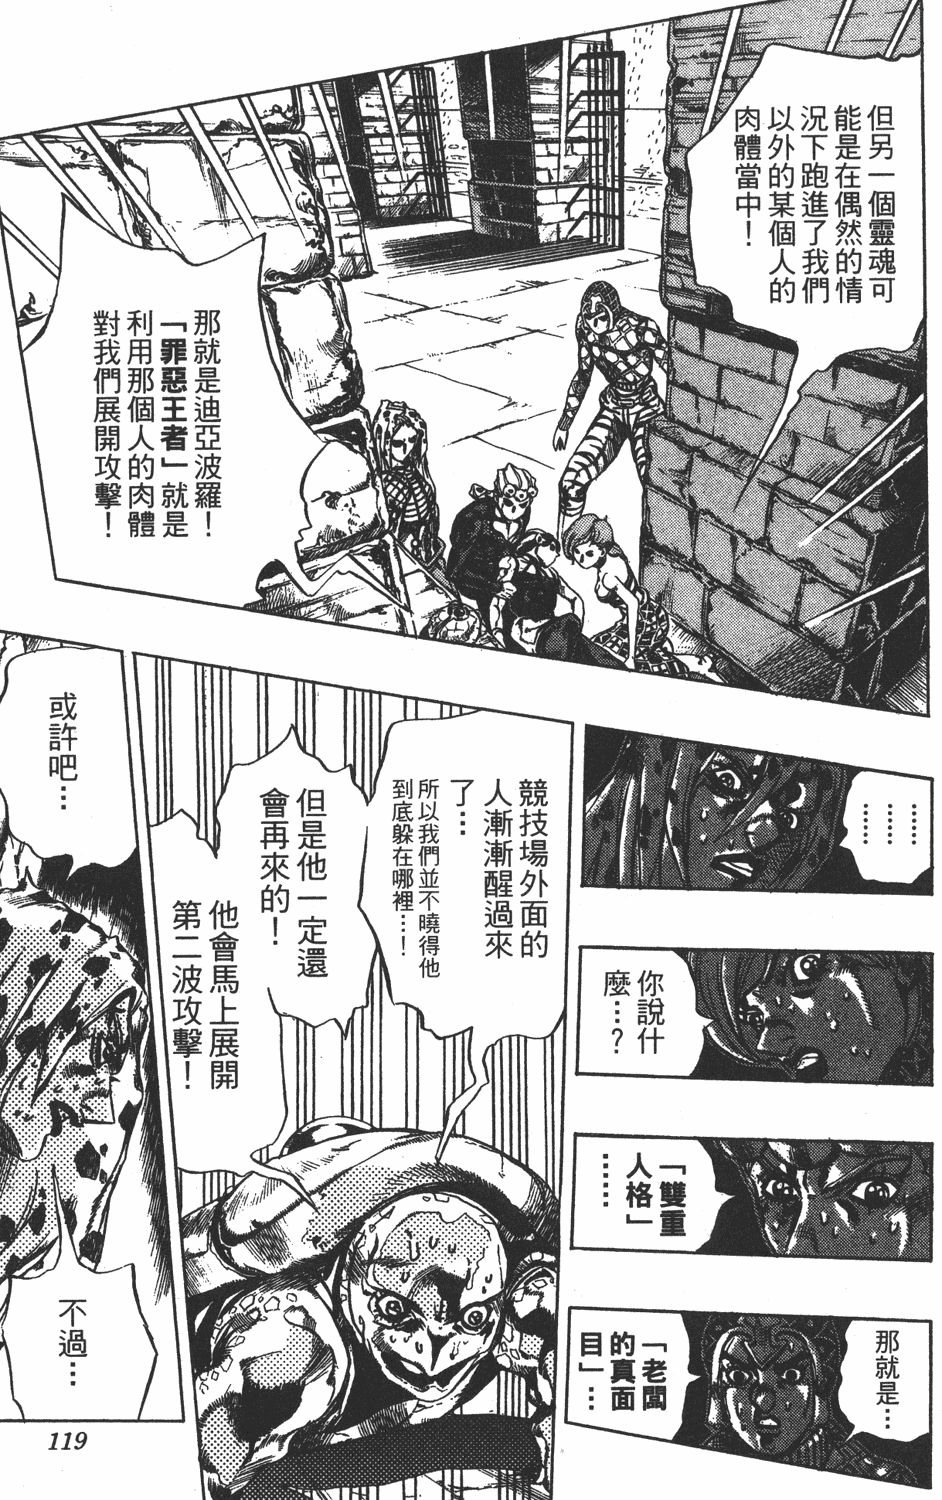 但另一個靈魂可
能是在偶然的情
況下跑進了我們
以外的某個人的
肉體當中！
那就是迪亞波羅！
「罪惡王者」就是
利用那個人的肉體
對我們展開攻擊！
………
………
你說什
麼…？
「雙重
人格」
……
那就是…
「老闆
的真面
目」…
競技場外面的
人漸漸醒過來
了…
所以我們並不曉得他
到底躲在哪裡…！
但是他一定還
會再來的！
他會馬上展開
第二波攻擊！
或許吧…
不過…
119